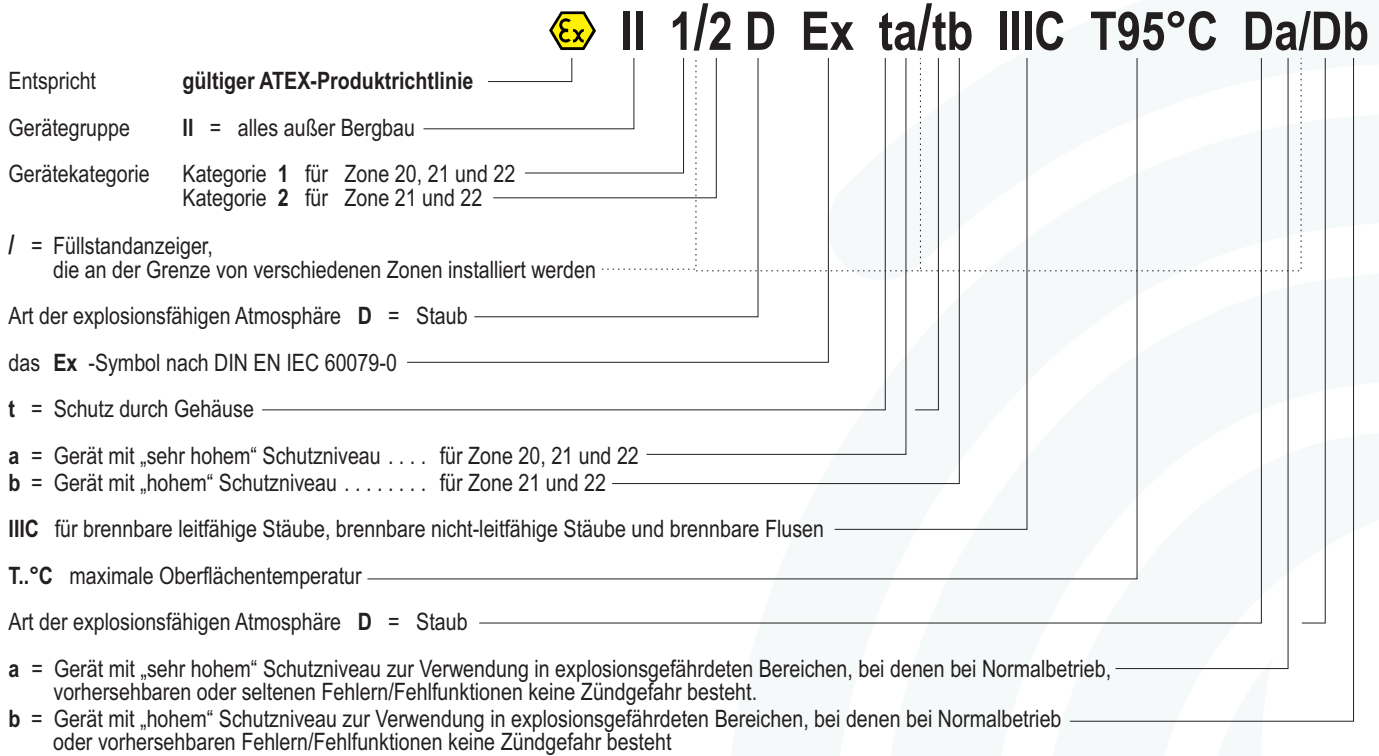 Ex II 1/2 D Ex ta/tb IIIC T95°C Da/Db
Entspricht gültiger ATEX-Produktrichtlinie
Gerätegruppe II = alles außer Bergbau
Gerätekategorie Kategorie 1 für Zone 20, 21 und 22
Kategorie 2 für Zone 21 und 22
/ = Füllstandanzeiger,
die an der Grenze von verschiedenen Zonen installiert werden
Art der explosionsfähigen Atmosphäre D = Staub
das Ex -Symbol nach DIN EN IEC 60079-0
t = Schutz durch Gehäuse
a = Gerät mit „sehr hohem“ Schutzniveau . . . . für Zone 20, 21 und 22
b = Gerät mit „hohem“ Schutzniveau . . . . . . . . für Zone 21 und 22
IIIC für brennbare leitfähige Stäube, brennbare nicht-leitfähige Stäube und brennbare Flusen
T..°C maximale Oberflächentemperatur
Art der explosionsfähigen Atmosphäre D = Staub
a = Gerät mit „sehr hohem“ Schutzniveau zur Verwendung in explosionsgefährdeten Bereichen, bei denen bei Normalbetrieb,
vorhersehbaren oder seltenen Fehlern/Fehlfunktionen keine Zündgefahr besteht.
b = Gerät mit „hohem“ Schutzniveau zur Verwendung in explosionsgefährdeten Bereichen, bei denen bei Normalbetrieb
oder vorhersehbaren Fehlern/Fehlfunktionen keine Zündgefahr besteht